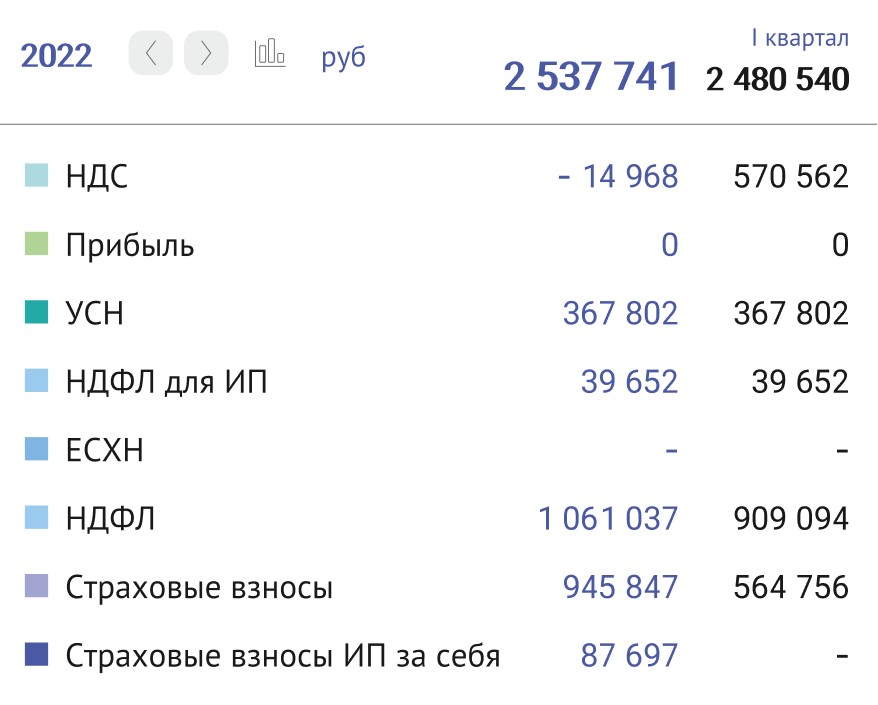 2022 руб 2 537 741 I квартал 2 480 540
НДС - 14 968 570 562
Прибыль 0 0
УСН 367 802 367 802
НДФЛ для ИП 39 652 39 652
ЕСХН - -
НДФЛ 1 061 037 909 094
Страховые взносы 945 847 564 756
Страховые взносы ИП за себя 87 697 -